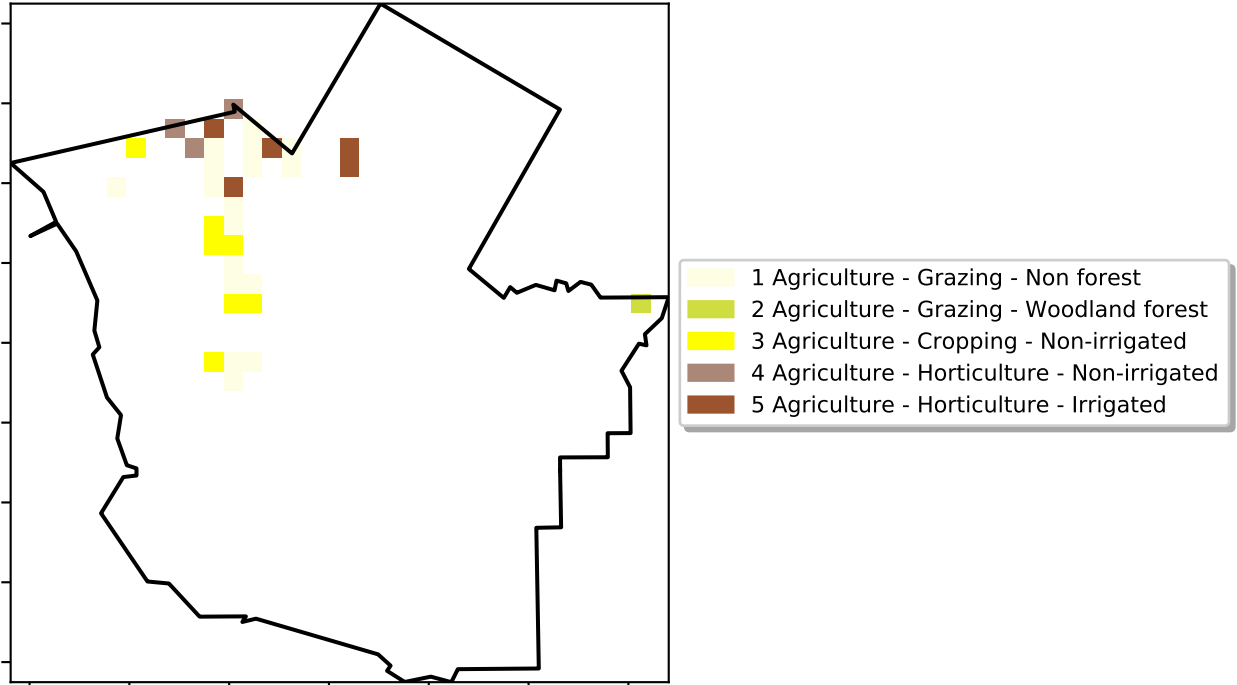 1 Agriculture - Grazing - Non forest
2 Agriculture - Grazing - Woodland forest
3 Agriculture - Cropping - Non-irrigated
4 Agriculture - Horticulture - Non-irrigated
5 Agriculture - Horticulture - Irrigated